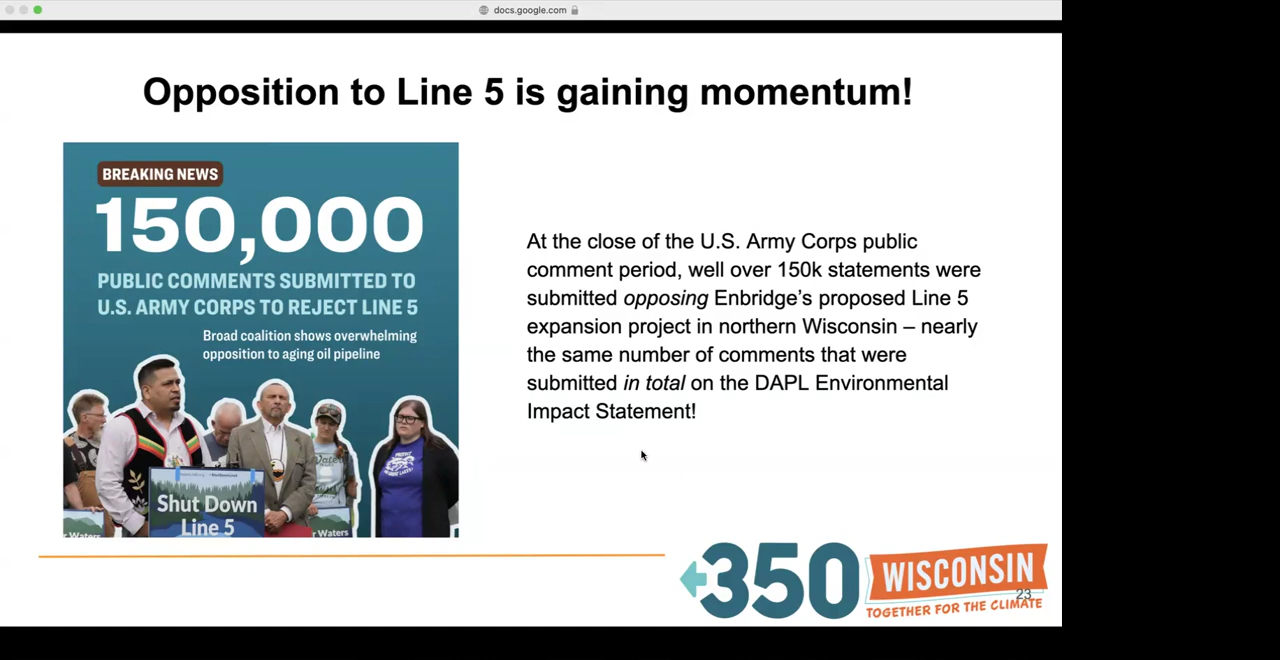 docs.google.com
Opposition to Line 5 is gaining momentum!
BREAKING NEWS
150,000
PUBLIC COMMENTS SUBMITTED TO
U.S. ARMY CORPS TO REJECT LINE 5
Broad coalition shows overwhelming
opposition to aging oil pipeline
Shut Down
Line 5
r Waters
r Waters
At the close of the U.S. Army Corps public
comment period, well over 150k statements were
submitted opposing Enbridge’s proposed Line 5
expansion project in northern Wisconsin – nearly
the same number of comments that were
submitted in total on the DAPL Environmental
Impact Statement!
350 WISCONSIN
TOGETHER FOR THE CLIMATE
23